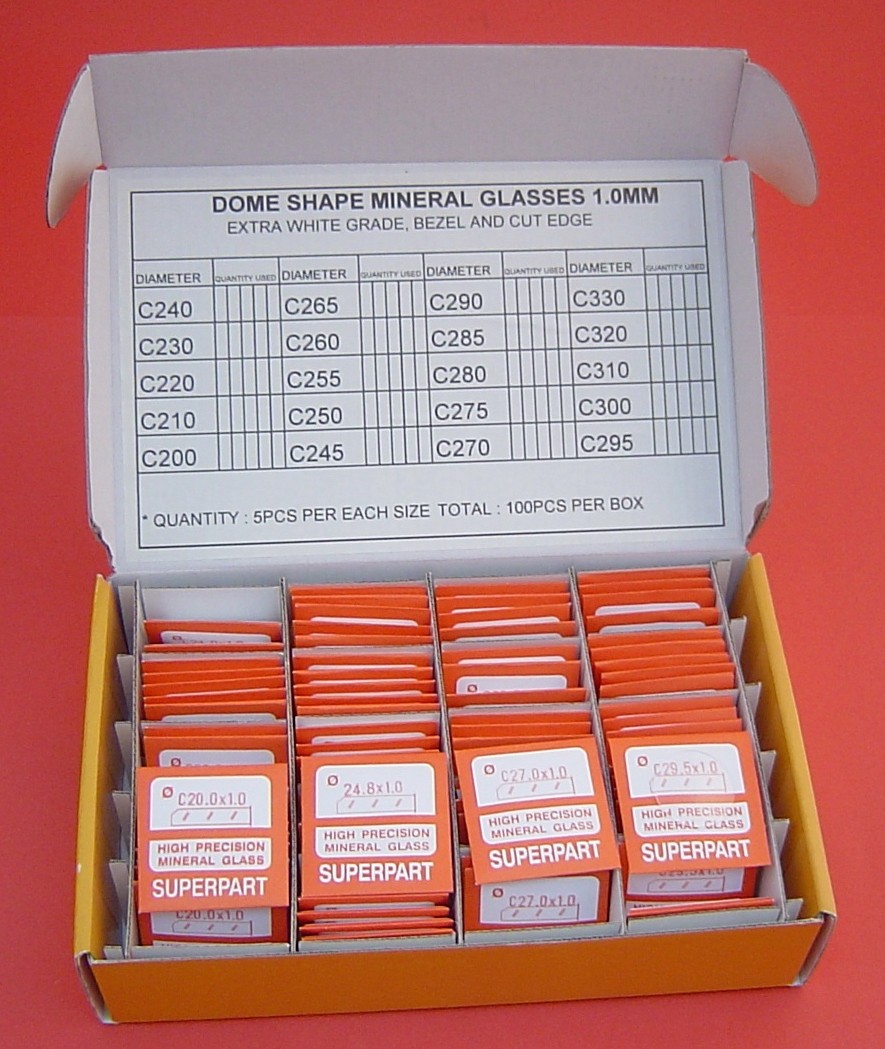 DOME SHAPE MINERAL GLASSES 1.0MM
EXTRA WHITE GRADE, BEZEL AND CUT EDGE
DIAMETER QUANTITY USED DIAMETER QUANTITY USED DIAMETER QUANTITY USED DIAMETER QUANTITY USED
C240 C265 C290 C330
C230 C260 C285 C320
C220 C255 C280 C310
C210 C250 C275 C300
C200 C245 C270 C295
* QUANTITY : 5PCS PER EACH SIZE TOTAL : 100PCS PER BOX
Ø C20.0x1.0
HIGH PRECISION
MINERAL GLASS
SUPERPART
C20.0x1.0
Ø 24.8x1.0
HIGH PRECISION
MINERAL GLASS
SUPERPART
Ø C27.0x1.0
HIGH PRECISION
MINERAL GLASS
SUPERPART
Ø C27.0x1.0
Ø C29.5x1.0
HIGH PRECISION
MINERAL GLASS
SUPERPART